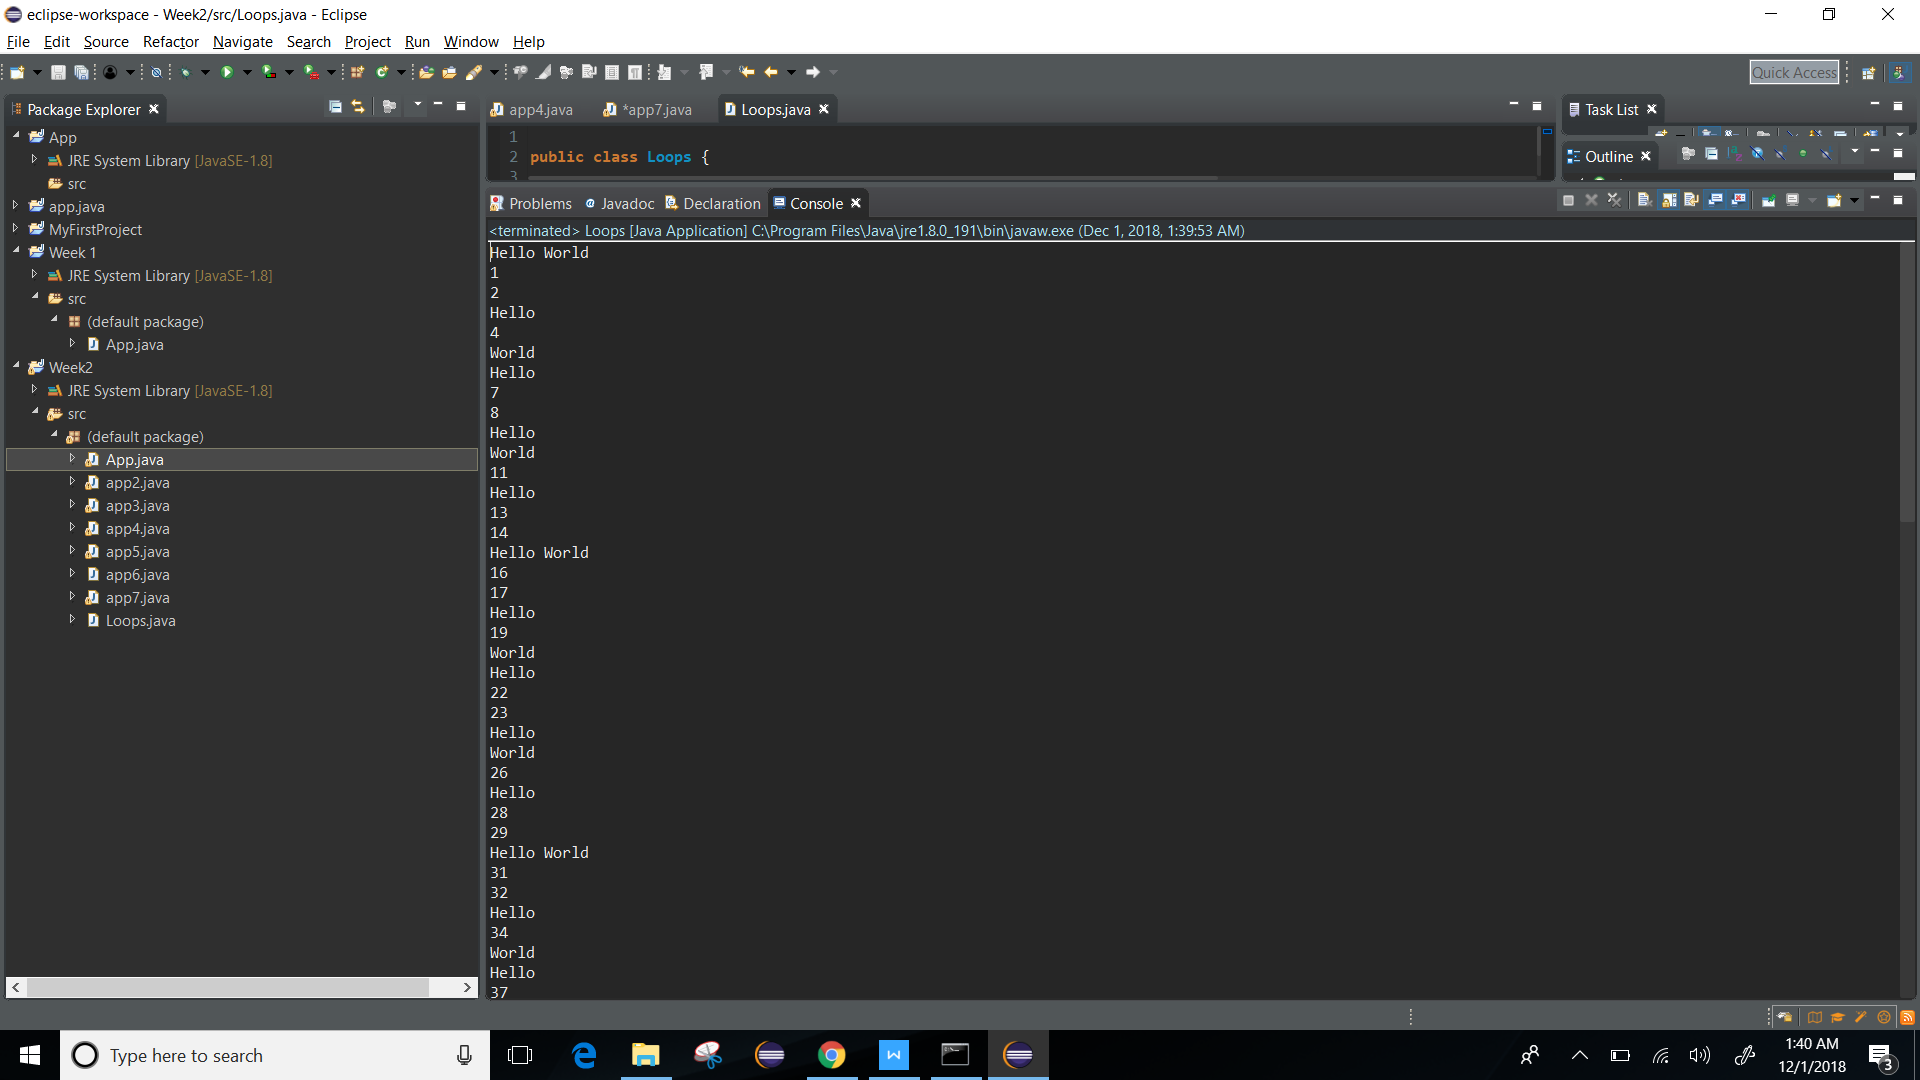 eclipse-workspace - Week2/src/Loops.java - Eclipse
File Edit Source Refactor Navigate Search Project Run Window Help
Quick Access
Package Explorer
app4.java *app7.java Loops.java
Task List
App
1
JRE System Library [JavaSE-1.8]
2 public class Loops {
Outline
src
3
app.java
Problems Javadoc Declaration Console
MyFirstProject
<terminated> Loops [Java Application] C:\Program Files\Java\jre1.8.0_191\bin\javaw.exe (Dec 1, 2018, 1:39:53 AM)
Week 1
JRE System Library [JavaSE-1.8]
src
(default package)
App.java
Week2
JRE System Library [JavaSE-1.8]
src
(default package)
App.java
app2.java
app3.java
app4.java
app5.java
app6.java
app7.java
Loops.java
Hello World
1
2
Hello
4
World
Hello
7
8
Hello
World
11
Hello
13
14
Hello World
16
17
Hello
19
World
Hello
22
23
Hello
World
26
Hello
28
29
Hello World
31
32
Hello
34
World
Hello
37
Type here to search
1:40 AM
12/1/2018
3